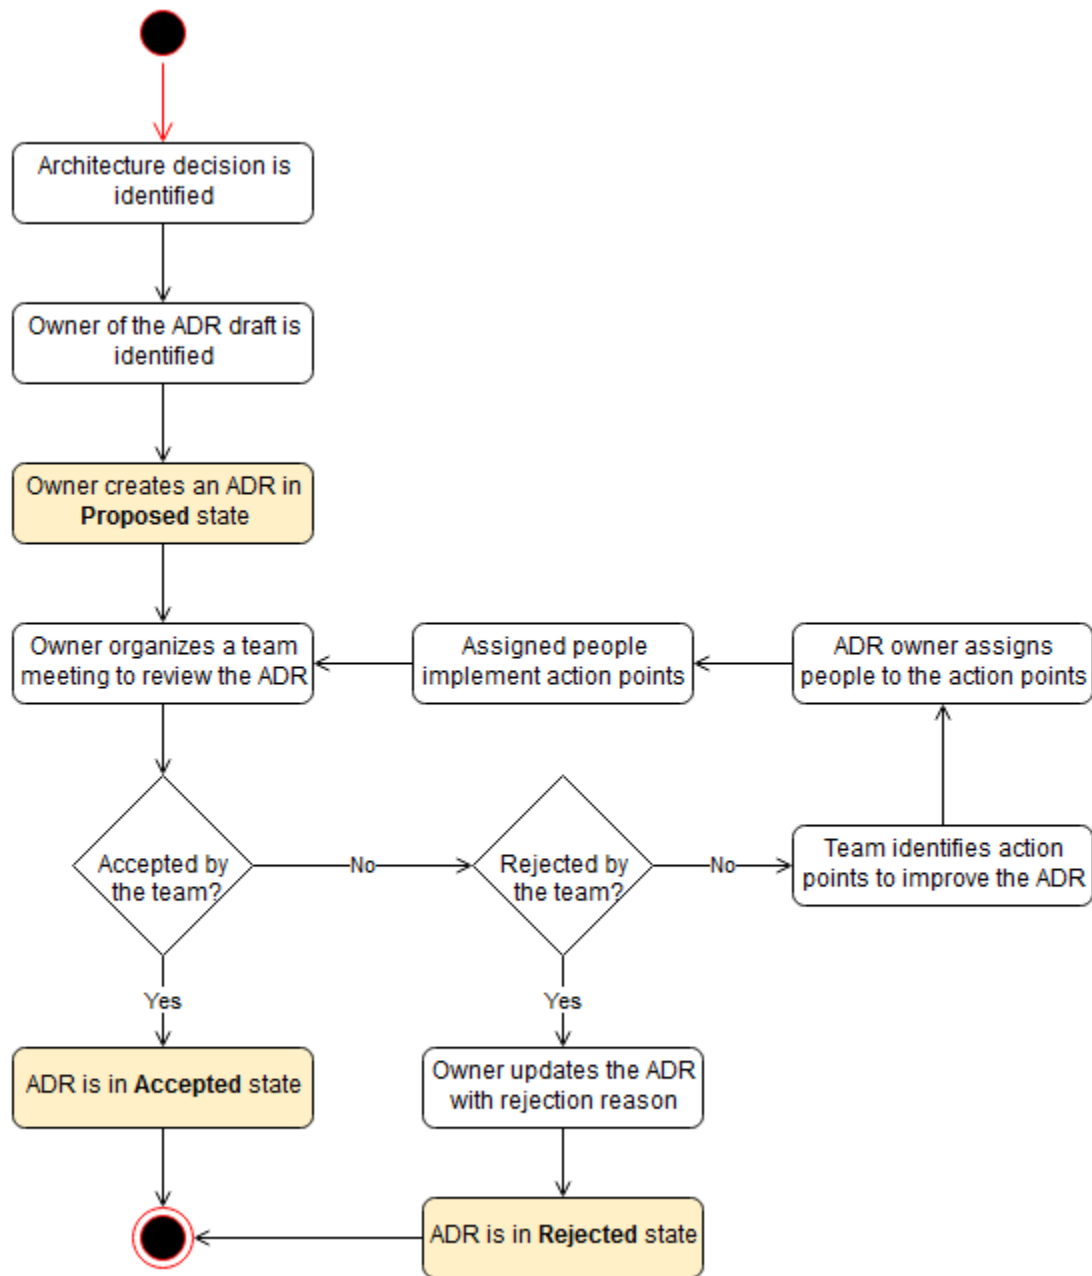 Architecture decision is
identified
Owner of the ADR draft is
identified
Owner creates an ADR in
Proposed state
Owner organizes a team
meeting to review the ADR
Assigned people
implement action points
ADR owner assigns
people to the action points
Accepted by
the team?
No
Rejected by
the team?
No
Team identifies action
points to improve the ADR
Yes
Yes
ADR is in Accepted state
Owner updates the ADR
with rejection reason
ADR is in Rejected state